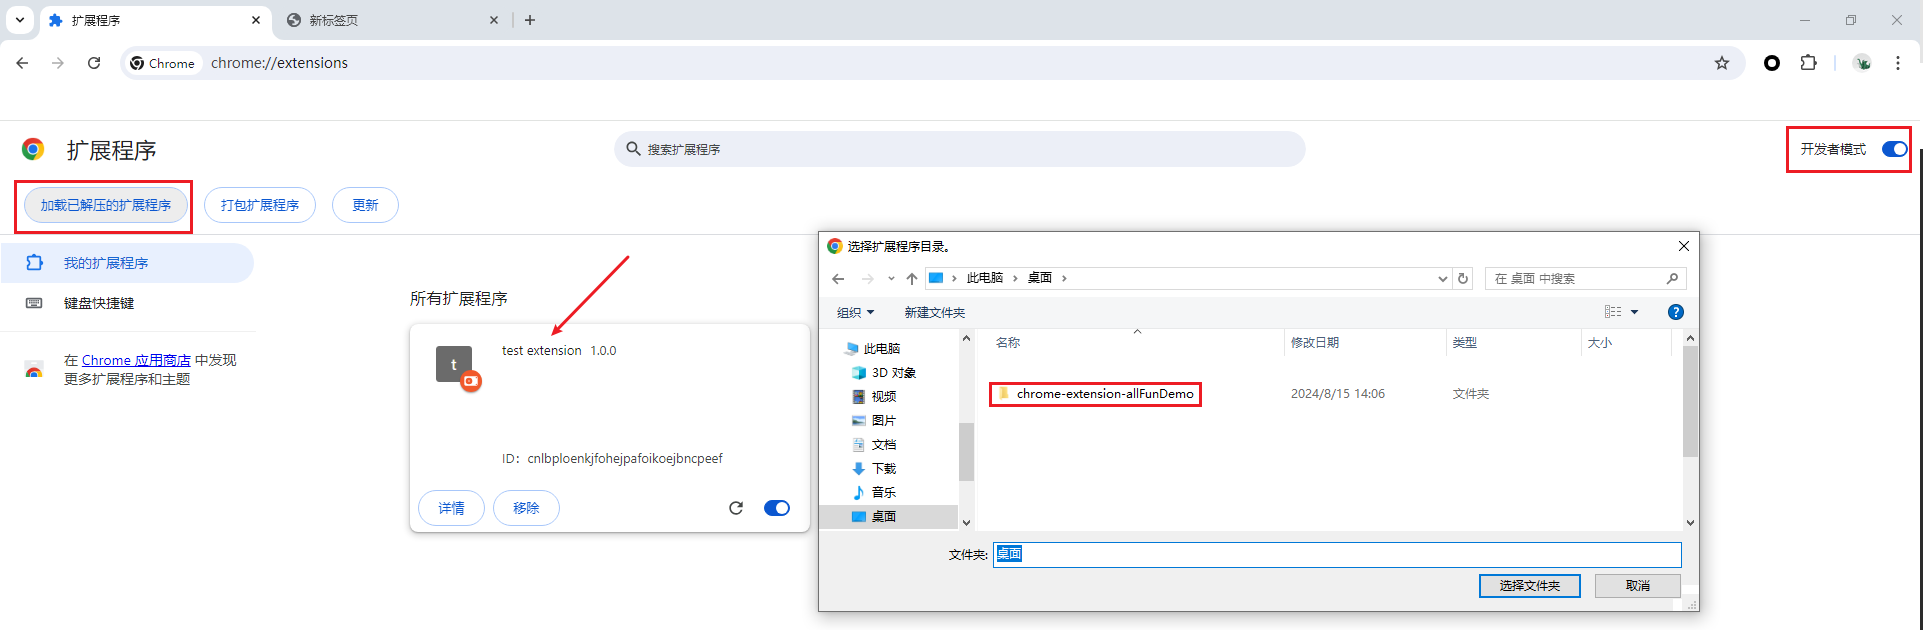 扩展程序
新标签页
Chrome
chrome://extensions
扩展程序
搜索扩展程序
开发者模式
加载已解压的扩展程序
打包扩展程序
更新
我的扩展程序
键盘快捷键
在 Chrome 应用商店 中发现
更多扩展程序和主题
所有扩展程序
t
test extension 1.0.0
ID: cnlbploenkjfohejpafoikoejbncpeef
详情
移除
选择扩展程序目录。
此电脑
桌面
在 桌面 中搜索
组织
新建文件夹
?
此电脑
3D 对象
视频
图片
文档
下载
音乐
桌面
名称
修改日期
类型
大小
chrome-extension-allFunDemo
2024/8/15 14:06
文件夹
文件夹:
桌面
选择文件夹
取消